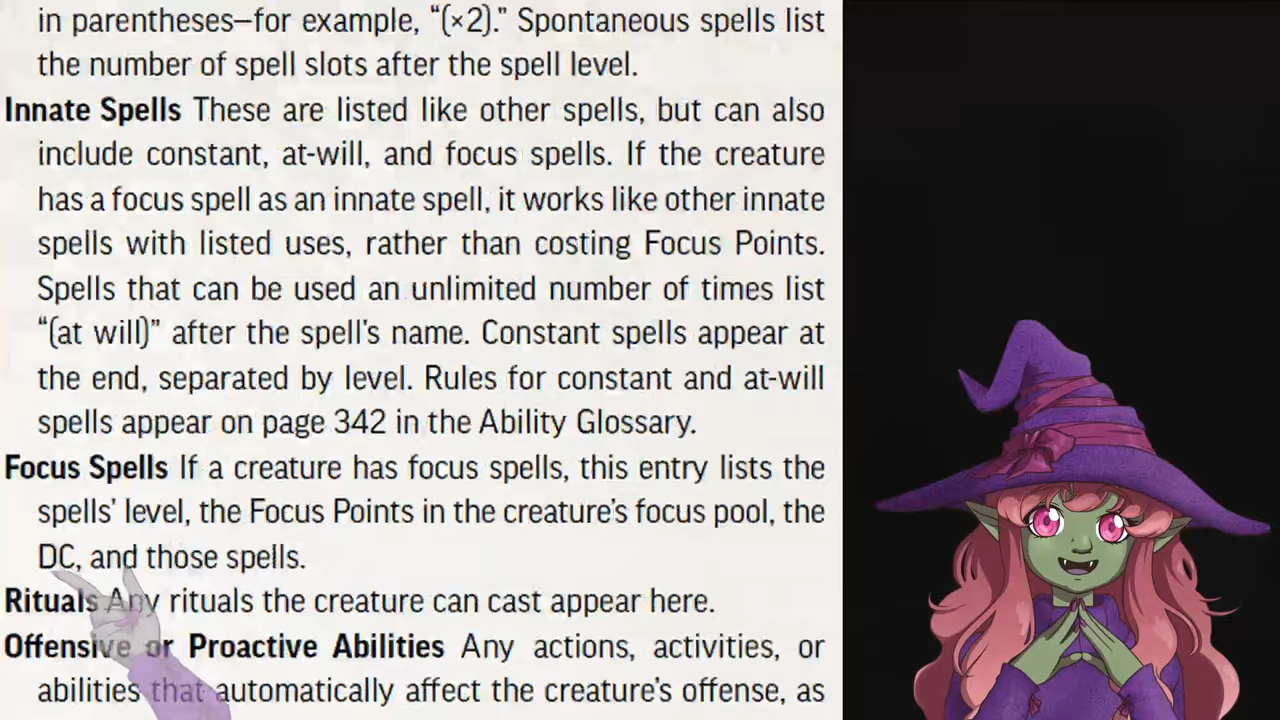 in parentheses—for example, “(×2).” Spontaneous spells list
the number of spell slots after the spell level.
Innate Spells These are listed like other spells, but can also
include constant, at-will, and focus spells. If the creature
has a focus spell as an innate spell, it works like other innate
spells with listed uses, rather than costing Focus Points.
Spells that can be used an unlimited number of times list
“(at will)” after the spell’s name. Constant spells appear at
the end, separated by level. Rules for constant and at-will
spells appear on page 342 in the Ability Glossary.
Focus Spells If a creature has focus spells, this entry lists the
spells’ level, the Focus Points in the creature’s focus pool, the
DC, and those spells.
Rituals Any rituals the creature can cast appear here.
Offensive or Proactive Abilities Any actions, activities, or
abilities that automatically affect the creature’s offense, as